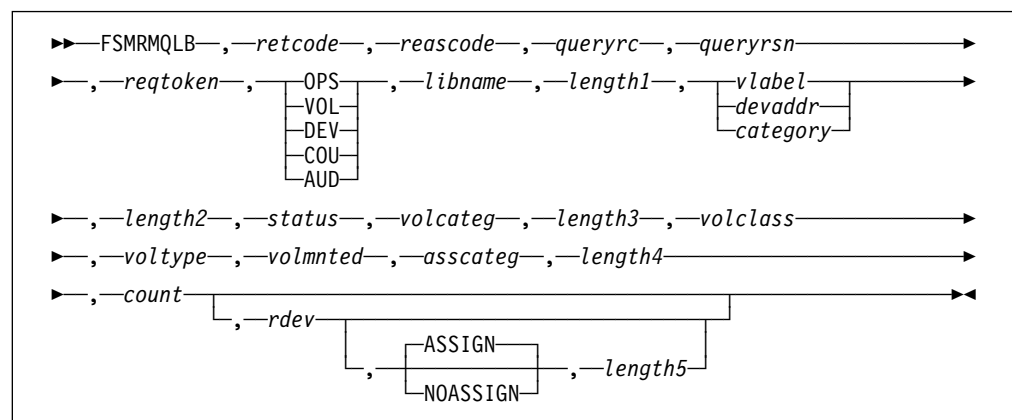 FSMRMQLB , retcode , reascode , queryrc , queryrsn
, reqtoken , OPS , libname , length1 , vlabel
VOL devaddr
DEV category
COU
AUD
, length2 , status , volcateg , length3 , volclass
, voltype , volmnted , asscateg , length4
, count
, rdev
ASSIGN
, , length5
NOASSIGN